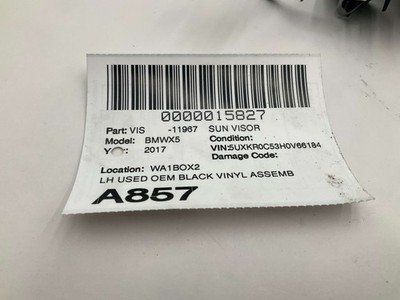 0000015827
Part: VIS -11967 SUN VISOR
Model: BMWX5 Condition:
Year: 2017 VIN:5UXKR0C53H0V66184
Damage Code:
Location: WA1BOX2
LH USED OEM BLACK VINYL ASSEMB
A857